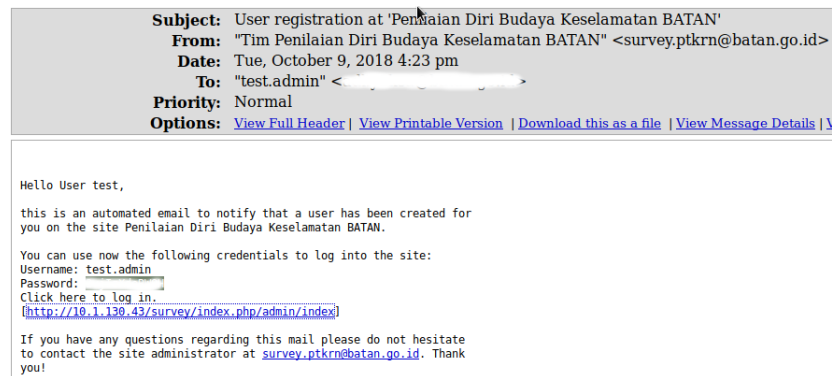 Subject: User registration at 'Penilaian Diri Budaya Keselamatan BATAN'
From: "Tim Penilaian Diri Budaya Keselamatan BATAN" <survey.ptkrn@batan.go.id>
Date: Tue, October 9, 2018 4:23 pm
To: "test.admin" < >
Priority: Normal
Options: View Full Header | View Printable Version | Download this as a file | View Message Details |
Hello User test,
this is an automated email to notify that a user has been created for
you on the site Penilaian Diri Budaya Keselamatan BATAN.
You can use now the following credentials to log into the site:
Username: test.admin
Password:
Click here to log in.
[http://10.1.130.43/survey/index.php/admin/index]
If you have any questions regarding this mail please do not hesitate
to contact the site administrator at survey.ptkrn@batan.go.id. Thank
you!